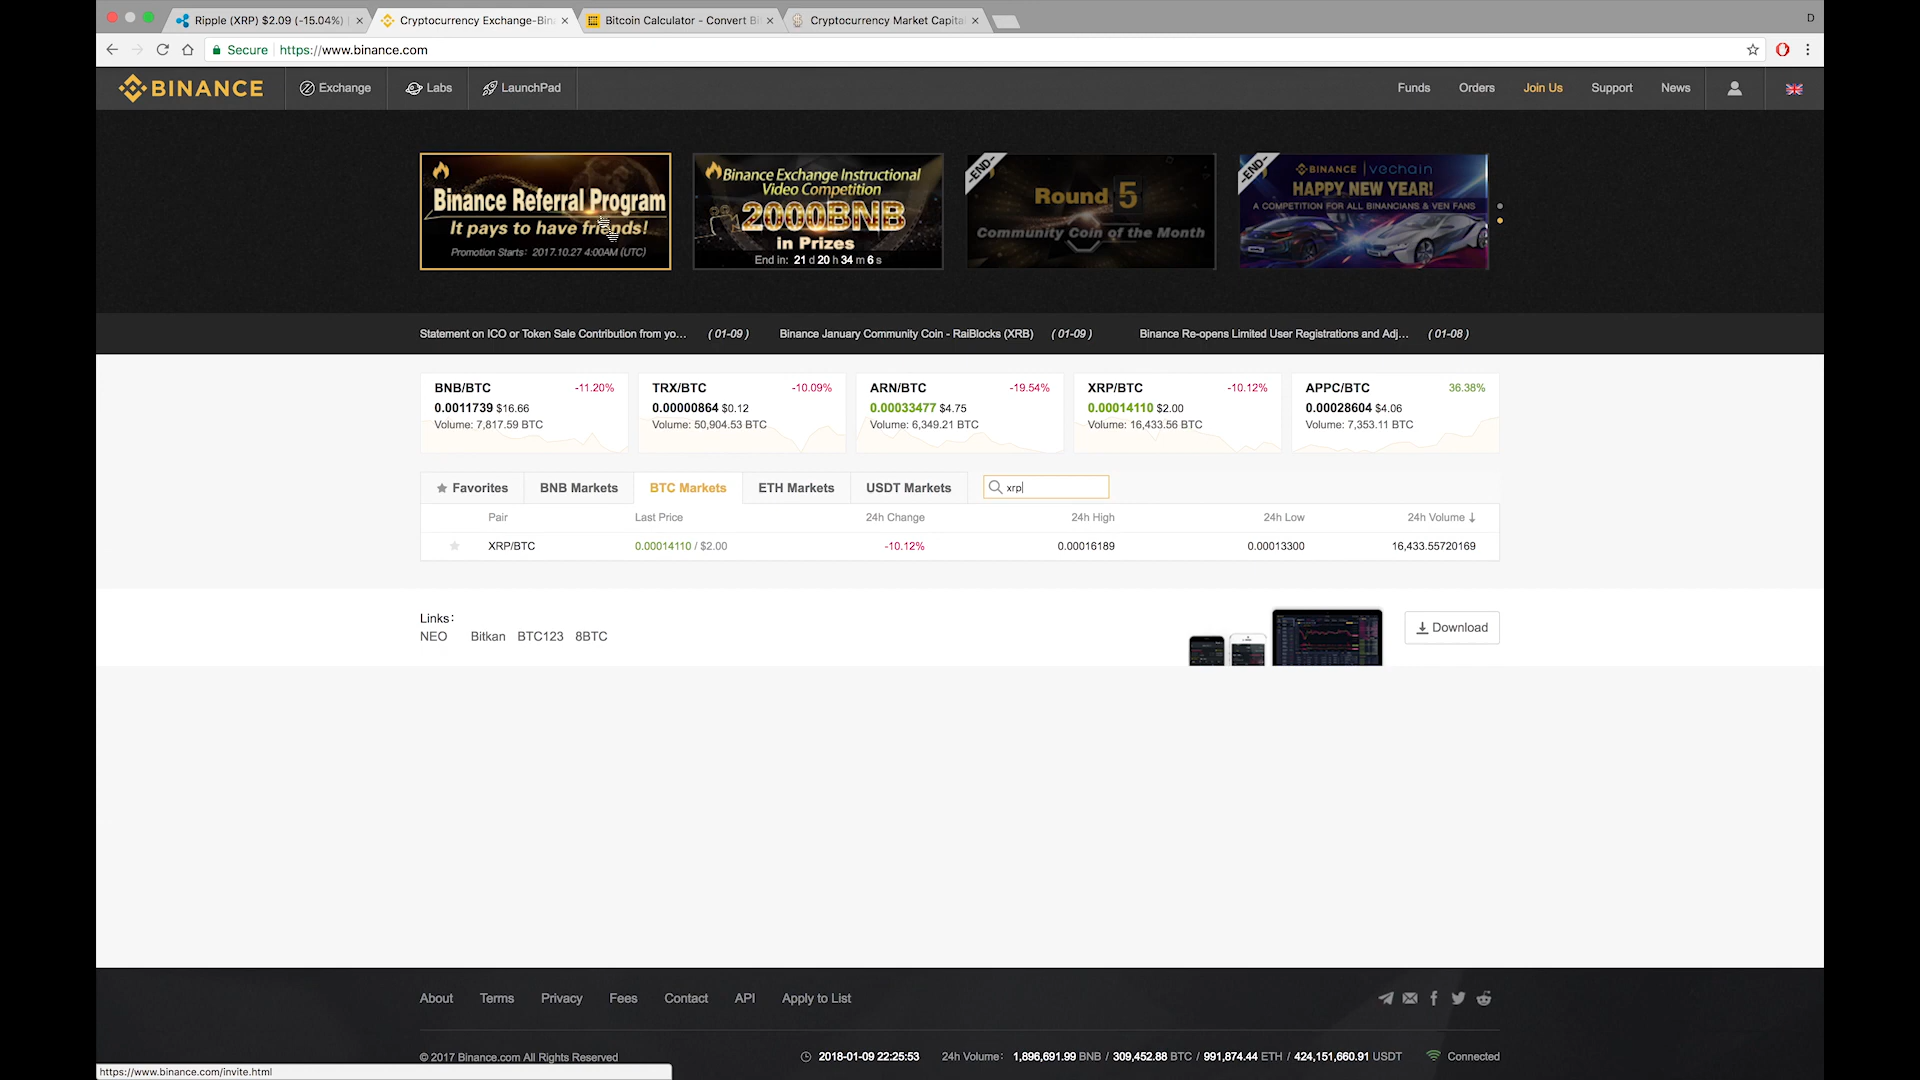 Ripple (XRP) $2.09 (-15.04%)
Cryptocurrency Exchange-Bin
Bitcoin Calculator - Convert Bi
Cryptocurrency Market Capita
D
Secure https://www.binance.com
BINANCE
Exchange
Labs
LaunchPad
Funds
Orders
Join Us
Support
News
Binance Referral Program
It pays to have friends!
Promotion Starts: 2017.10.27 4:00AM (UTC)
Binance Exchange Instructional
Video Competition
2000BNB
in Prizes
End in: 21 d 20 h 34 m 6 s
-END-
Round 5
Community Coin of the Month
-END-
BINANCE | vechain
HAPPY NEW YEAR!
A COMPETITION FOR ALL BINANCIANS & VEN FANS
Statement on ICO or Token Sale Contribution from yo... ( 01-09 )
Binance January Community Coin - RaiBlocks (XRB) ( 01-09 )
Binance Re-opens Limited User Registrations and Adj... ( 01-08 )
BNB/BTC -11.20%
0.0011739 $16.66
Volume: 7,817.59 BTC
TRX/BTC -10.09%
0.00000864 $0.12
Volume: 50,904.53 BTC
ARN/BTC -19.54%
0.00033477 $4.75
Volume: 6,349.21 BTC
XRP/BTC -10.12%
0.00014110 $2.00
Volume: 16,433.56 BTC
APPC/BTC 36.38%
0.00028604 $4.06
Volume: 7,353.11 BTC
Favorites
BNB Markets
BTC Markets
ETH Markets
USDT Markets
xrp
Pair Last Price 24h Change 24h High 24h Low 24h Volume
XRP/BTC 0.00014110 / $2.00 -10.12% 0.00016189 0.00013300 16,433.55720169
Links:
NEO Bitkan BTC123 8BTC
Download
About Terms Privacy Fees Contact API Apply to List
© 2017 Binance.com All Rights Reserved
2018-01-09 22:25:53 24h Volume: 1,896,691.99 BNB / 309,452.88 BTC / 991,874.44 ETH / 424,151,660.91 USDT Connected
https://www.binance.com/invite.html